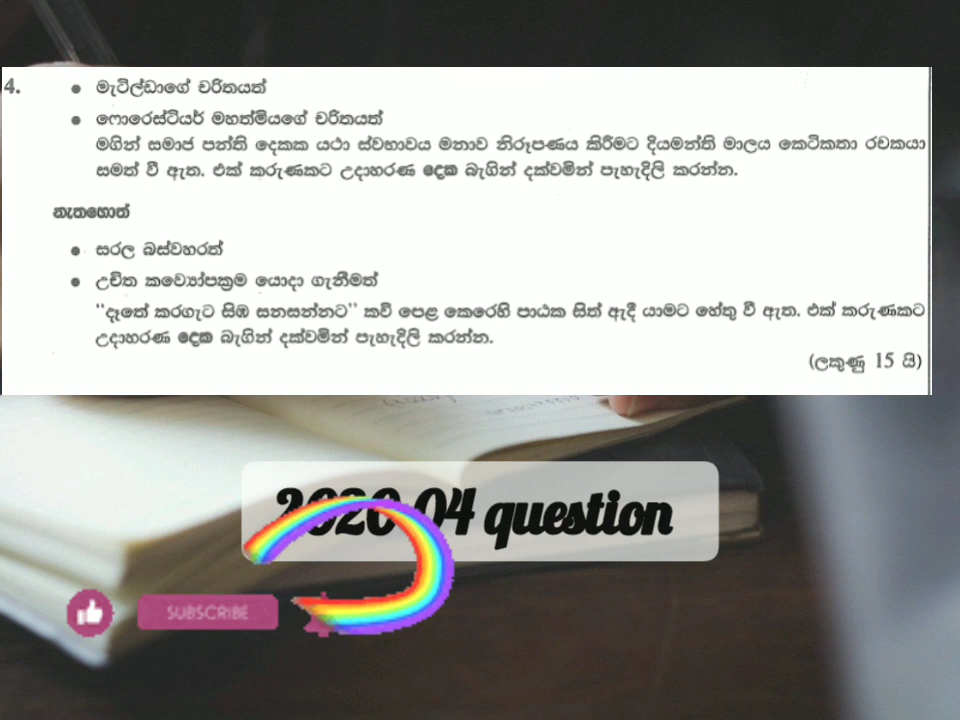 4.
• මැටිල්ඩාගේ චරිතයත්
• ෆොරෙස්ටියර් මහත්මියගේ චරිතයත්
මගින් සමාජ පන්ති දෙකක යථා ස්වභාවය මනාව නිරූපණය කිරීමට දියමන්ති මාලය කෙටිකතා රචකයා
සමත් වී ඇත. එක් කරුණකට උදාහරණ දෙක බැගින් දක්වමින් පැහැදිලි කරන්න.
නැතහොත්
• සරල බස්වහරත්
• උචිත කාව්‍යෝපක්‍රම යොදා ගැනීමත්
“දෑතේ කරගැට සිඹ සනසන්නට” කවි පෙළ කෙරෙහි පාඨක සිත් ඇදී යාමට හේතු වී ඇත. එක් කරුණකට
උදාහරණ දෙක බැගින් දක්වමින් පැහැදිලි කරන්න.
(ලකුණු 15 යි)
2020 04 question
SUBSCRIBE